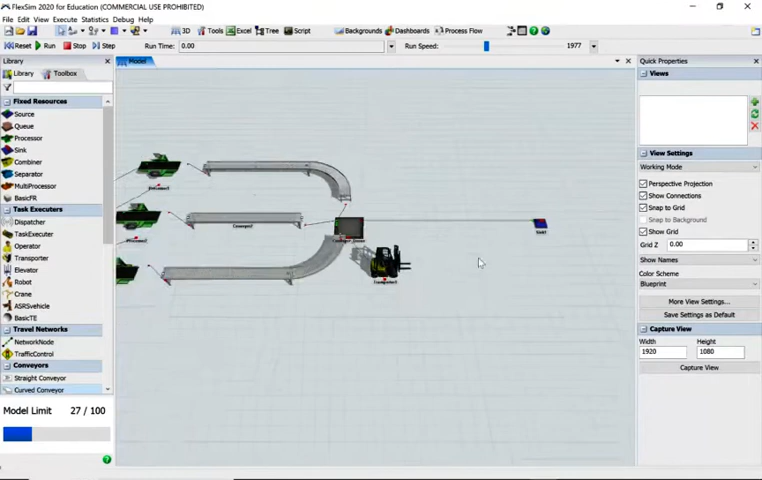 FlexSim 2020 for Education (COMMERCIAL USE PROHIBITED)
File Edit View Execute Statistics Debug Help
3D Tools Excel Tree Script Backgrounds Dashboards Process Flow
Reset Run Stop Step Run Time: 0.00 Run Speed: 1977
Library
Library Toolbox
Fixed Resources
Source
Queue
Processor
Sink
Combiner
Separator
MultiProcessor
BasicFR
Task Executers
Dispatcher
TaskExecuter
Operator
Transporter
Elevator
Robot
Crane
ASRSvehicle
BasicTE
Travel Networks
NetworkNode
TrafficControl
Conveyors
Straight Conveyor
Curved Conveyor
Model Limit 27 / 100
Model
Quick Properties
Views
View Settings
Working Mode
Perspective Projection
Show Connections
Snap to Grid
Snap to Background
Show Grid
Grid Z 0.00
Show Names
Color Scheme
Blueprint
More View Settings...
Save Settings as Default
Capture View
Width Height
1920 1080
Capture View